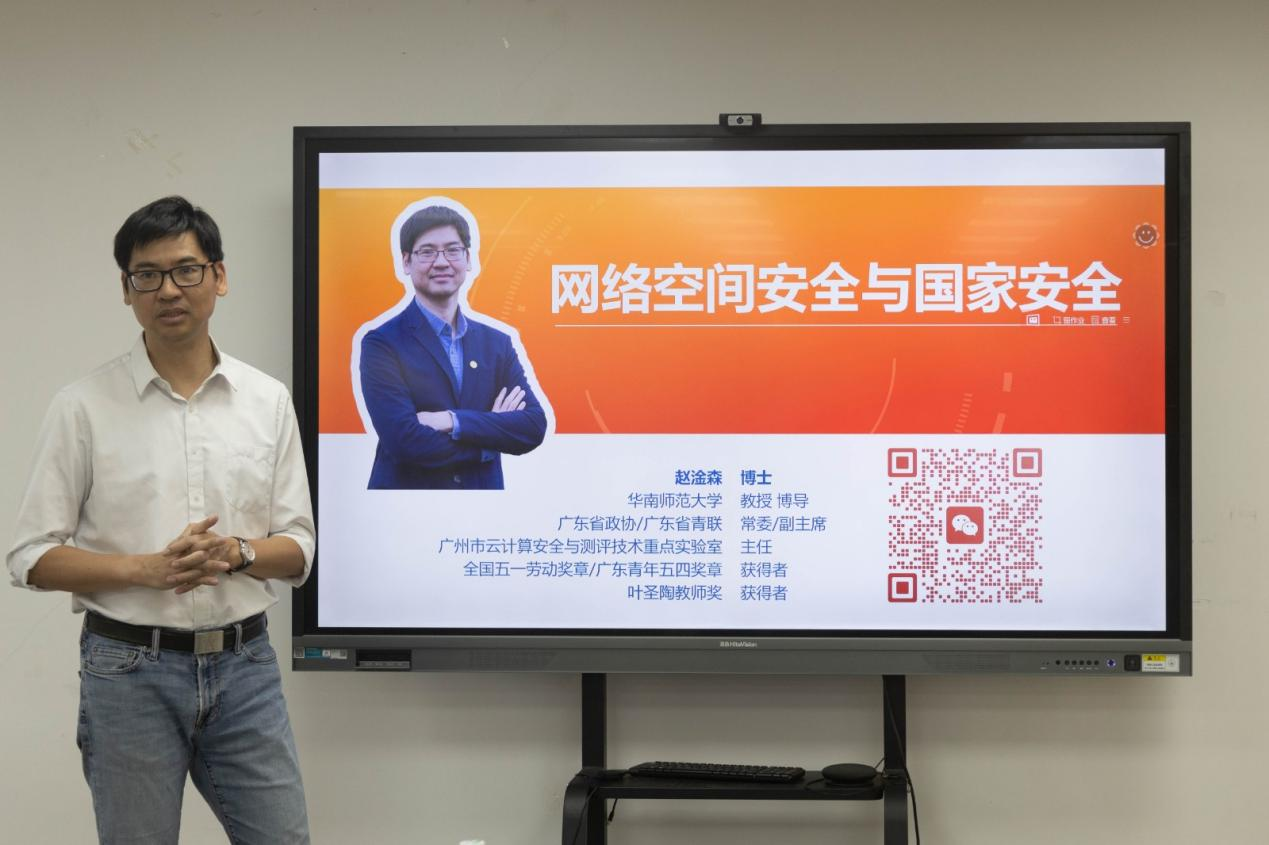 网络空间安全与国家安全
留作业 查看
赵淦森 博士
华南师范大学 教授 博导
广东省政协/广东省青联 常委/副主席
广州市云计算安全与测评技术重点实验室 主任
全国五一劳动奖章/广东青年五四奖章 获得者
叶圣陶教师奖 获得者
HiteVision